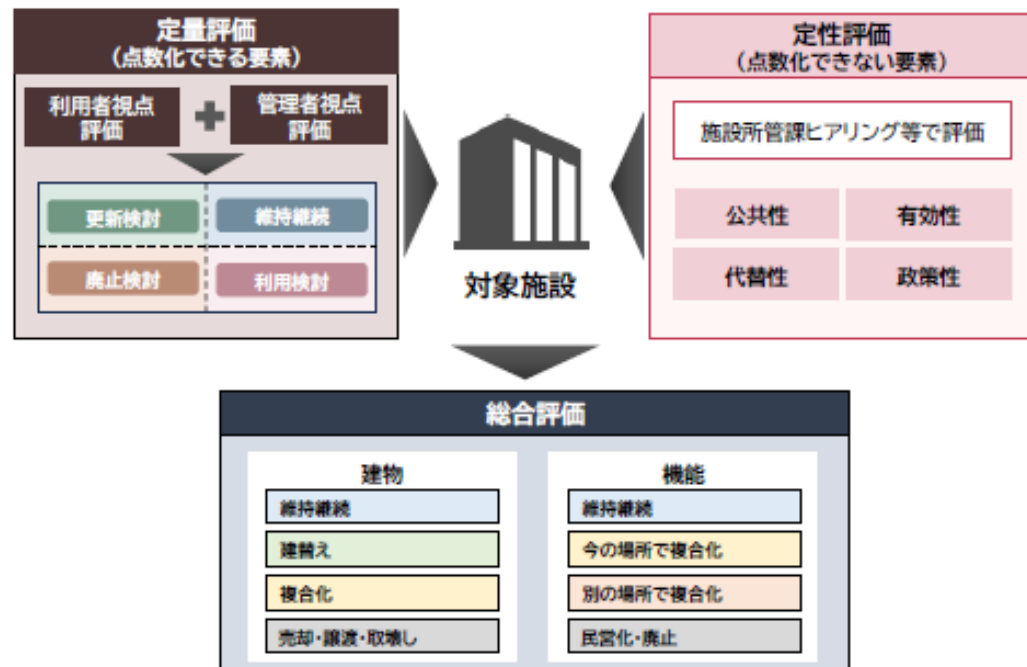 定量評価
（点数化できる要素）
利用者視点
評価
管理者視点
評価
更新検討
維持継続
廃止検討
利用検討
対象施設
定性評価
（点数化できない要素）
施設所管課ヒアリング等で評価
公共性
有効性
代替性
政策性
総合評価
建物
維持継続
建替え
複合化
売却・譲渡・取壊し
機能
維持継続
今の場所で複合化
別の場所で複合化
民営化・廃止